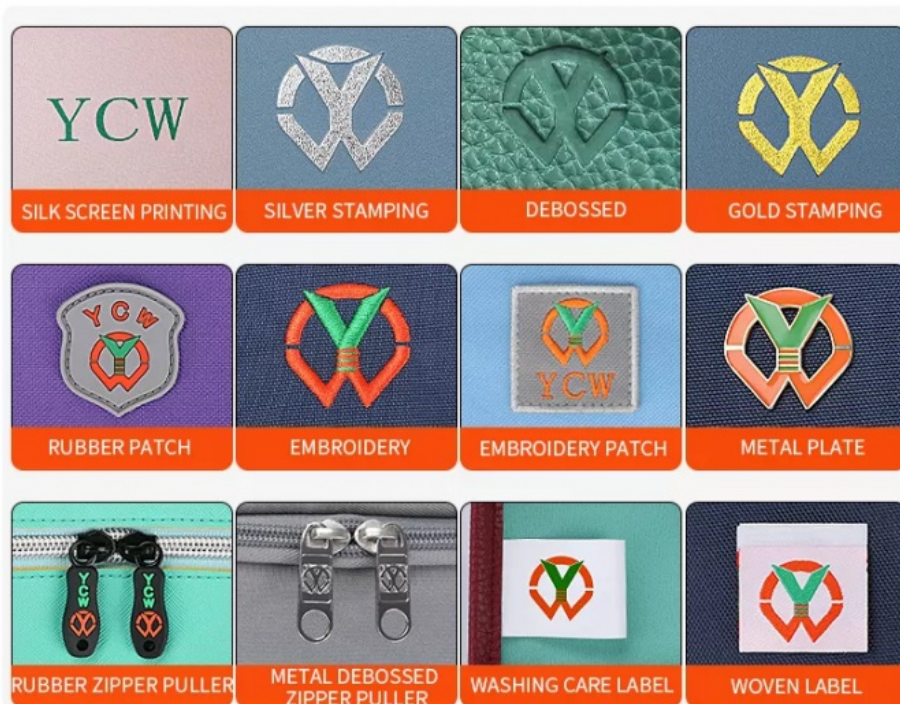 YCW
SILK SCREEN PRINTING
SILVER STAMPING
DEBOSSED
GOLD STAMPING
YCW
RUBBER PATCH
EMBROIDERY
YCW
EMBROIDERY PATCH
METAL PLATE
YCW
YCW
RUBBER ZIPPER PULLER
METAL DEBOSSED
ZIPPER PULLER
WASHING CARE LABEL
WOVEN LABEL